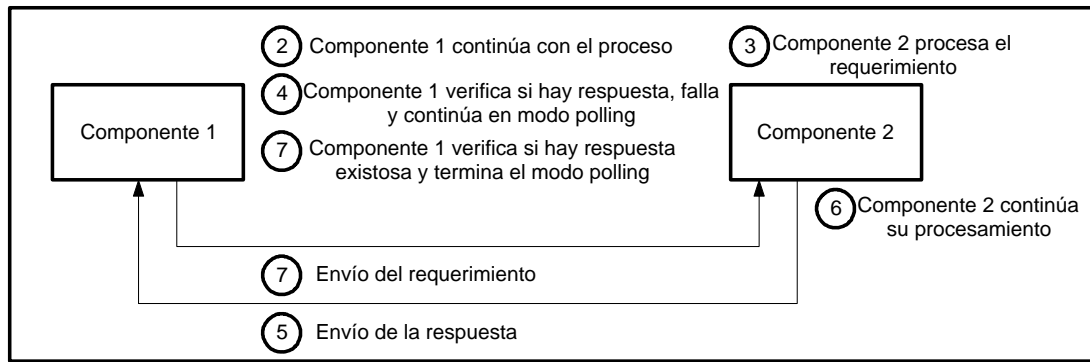 2 Componente 1 continúa con el proceso
3 Componente 2 procesa el
requerimiento
4 Componente 1 verifica si hay respuesta, falla
y continúa en modo polling
Componente 1
Componente 2
7 Componente 1 verifica si hay respuesta
existosa y termina el modo polling
6 Componente 2 continúa
su procesamiento
7 Envío del requerimiento
5 Envío de la respuesta